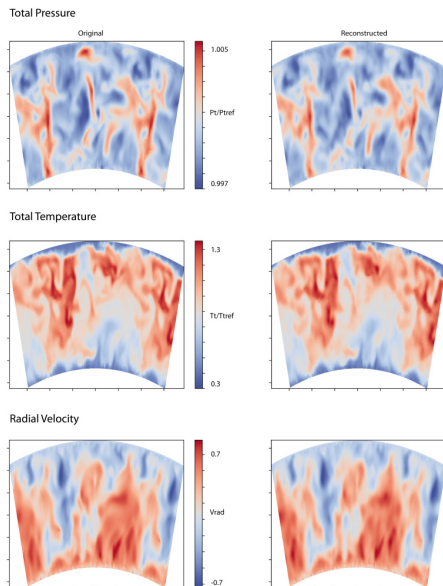 Total Pressure
Original
Reconstructed
1.005
Pt/Ptref
0.997
Total Temperature
1.3
Tt/Ttref
0.3
Radial Velocity
0.7
Vrad
-0.7